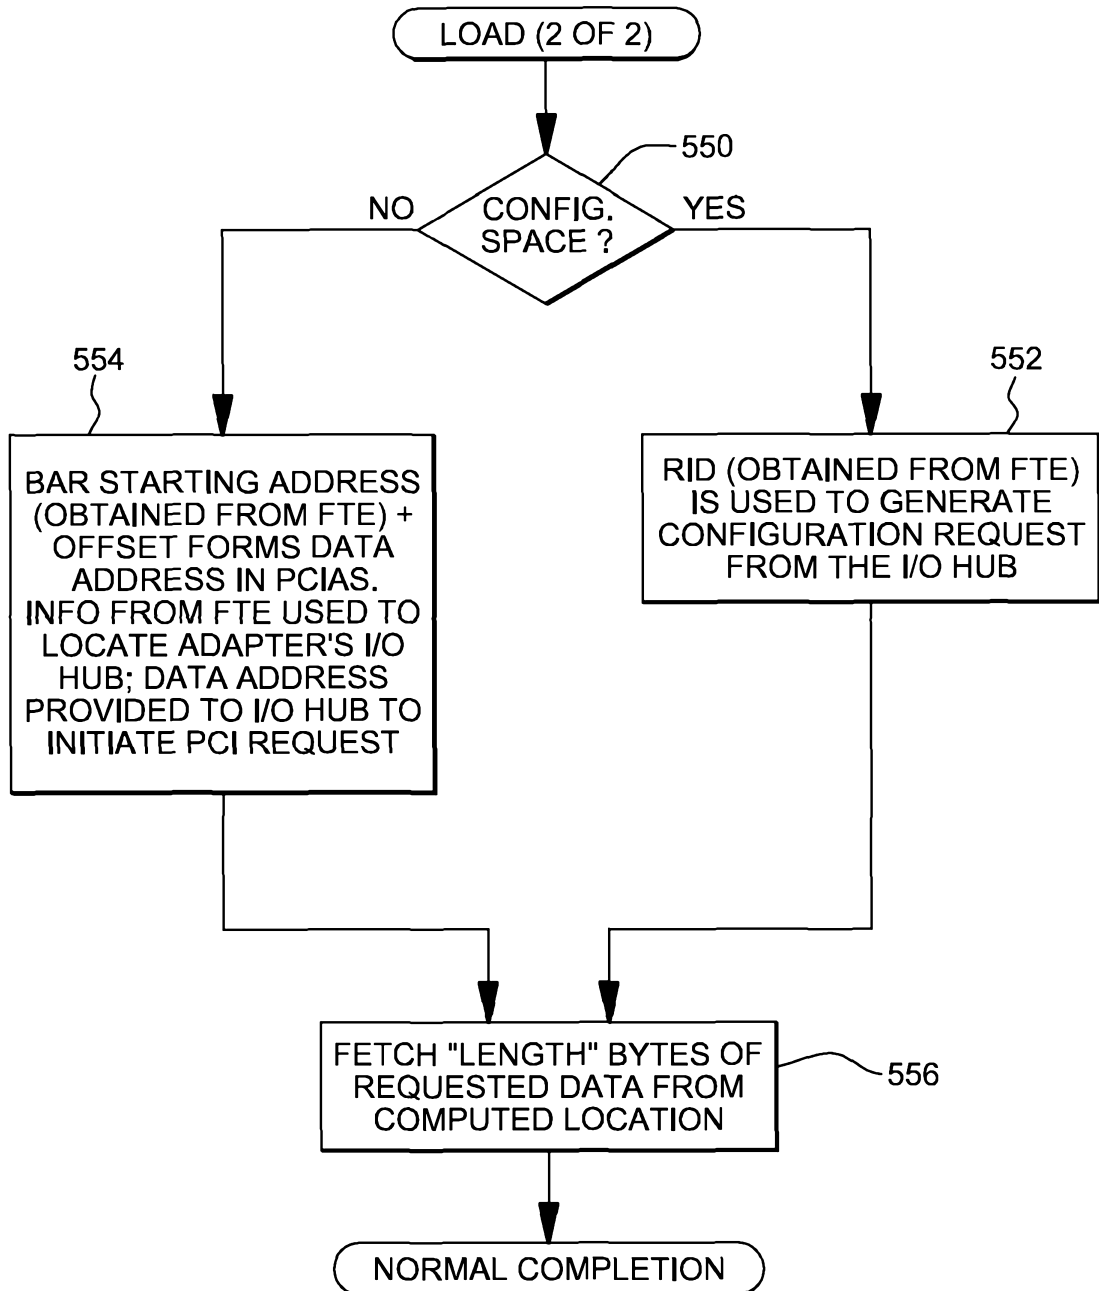 LOAD (2 OF 2)
550
NO
CONFIG.
YES
SPACE ?
554
552
BAR STARTING ADDRESS
(OBTAINED FROM FTE) +
OFFSET FORMS DATA
ADDRESS IN PCIAS.
INFO FROM FTE USED TO
LOCATE ADAPTER'S I/O
HUB; DATA ADDRESS
PROVIDED TO I/O HUB TO
INITIATE PCI REQUEST
RID (OBTAINED FROM FTE)
IS USED TO GENERATE
CONFIGURATION REQUEST
FROM THE I/O HUB
FETCH "LENGTH" BYTES OF
REQUESTED DATA FROM
COMPUTED LOCATION
556
NORMAL COMPLETION